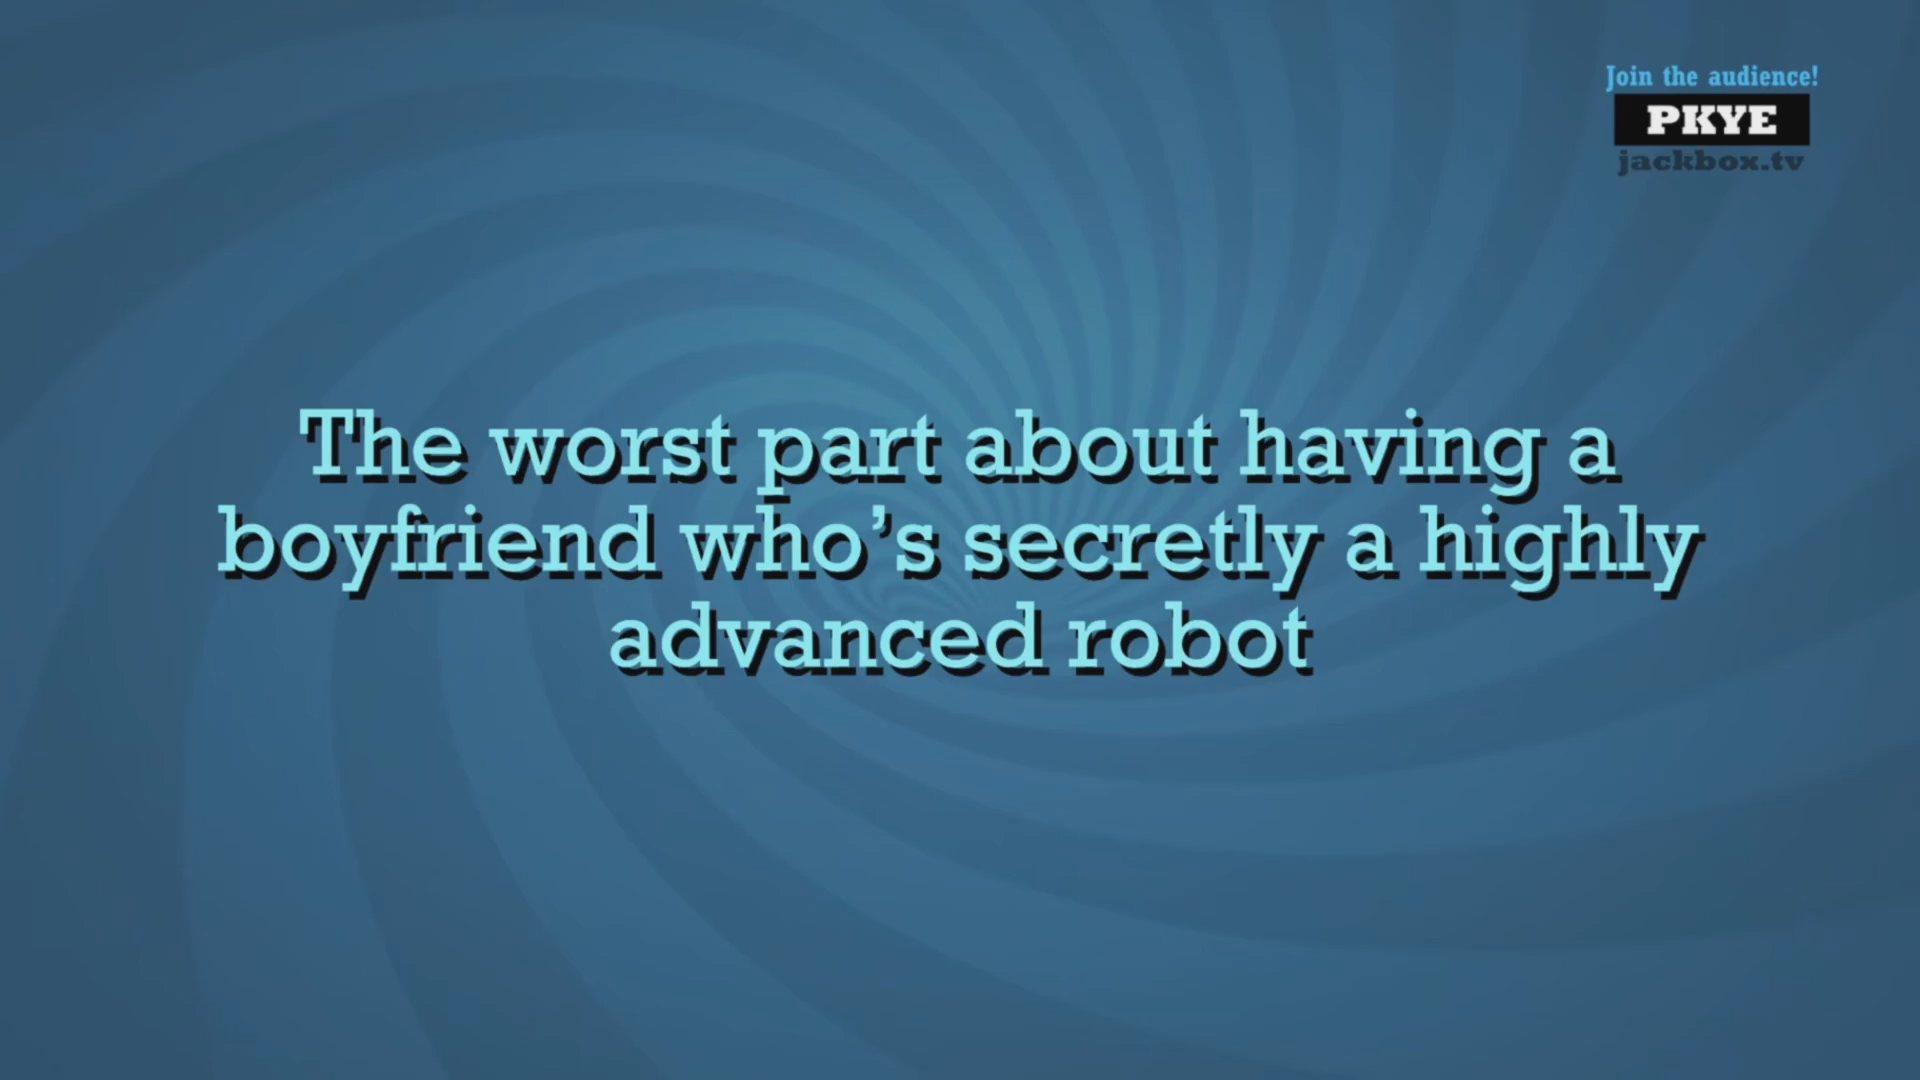 Join the audience!
PKYE
jackbox.tv
The worst part about having a
boyfriend who's secretly a highly
advanced robot